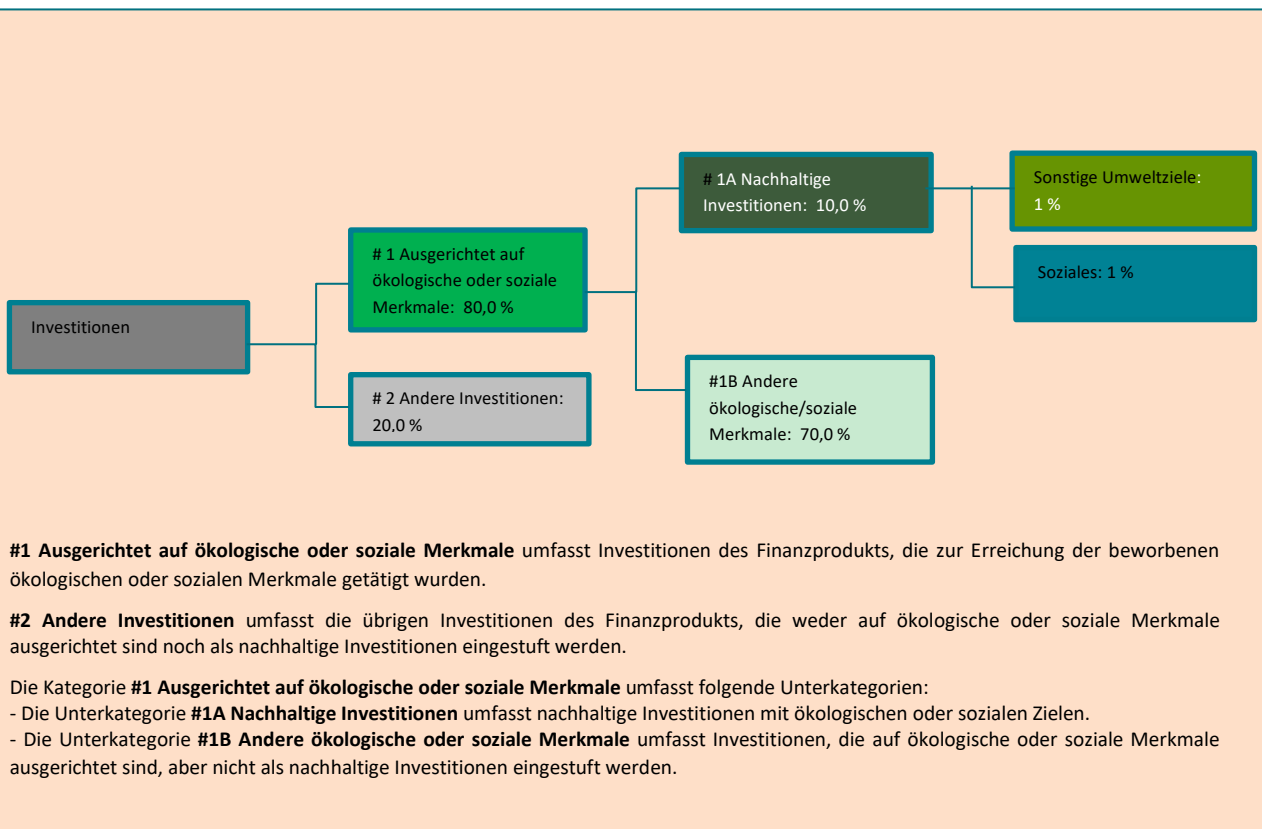 Investitionen
# 1 Ausgerichtet auf
ökologische oder soziale
Merkmale: 80,0 %
# 2 Andere Investitionen:
20,0 %
# 1A Nachhaltige
Investitionen: 10,0 %
#1B Andere
ökologische/soziale
Merkmale: 70,0 %
Sonstige Umweltziele:
1 %
Soziales: 1 %
#1 Ausgerichtet auf ökologische oder soziale Merkmale umfasst Investitionen des Finanzprodukts, die zur Erreichung der beworbenen
ökologischen oder sozialen Merkmale getätigt wurden.
#2 Andere Investitionen umfasst die übrigen Investitionen des Finanzprodukts, die weder auf ökologische oder soziale Merkmale
ausgerichtet sind noch als nachhaltige Investitionen eingestuft werden.
Die Kategorie #1 Ausgerichtet auf ökologische oder soziale Merkmale umfasst folgende Unterkategorien:
- Die Unterkategorie #1A Nachhaltige Investitionen umfasst nachhaltige Investitionen mit ökologischen oder sozialen Zielen.
- Die Unterkategorie #1B Andere ökologische oder soziale Merkmale umfasst Investitionen, die auf ökologische oder soziale Merkmale
ausgerichtet sind, aber nicht als nachhaltige Investitionen eingestuft werden.